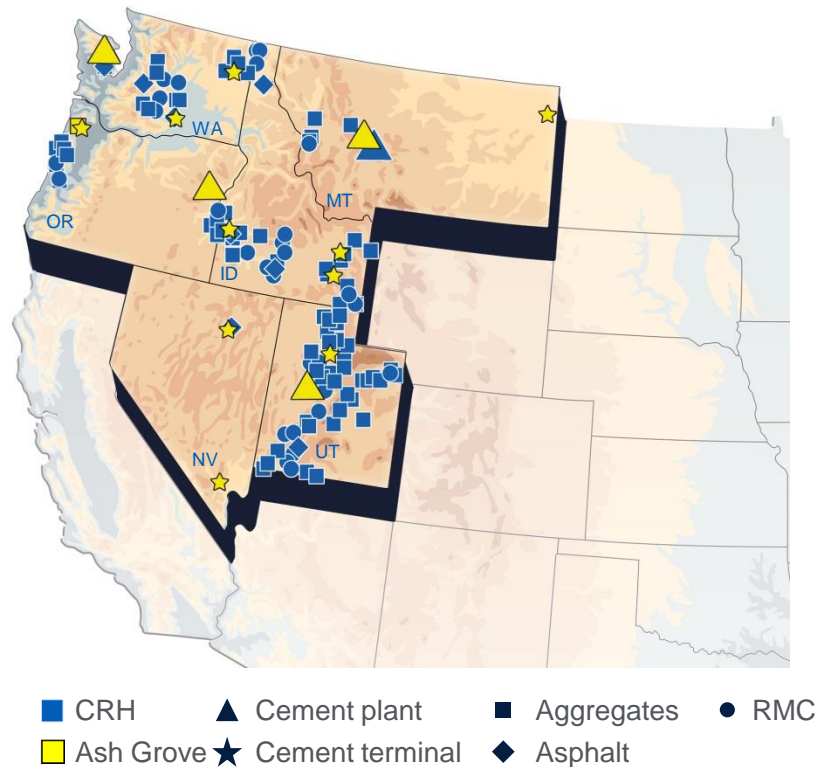 WA
MT
OR
ID
NV
UT
CRH Cement plant Aggregates RMC
Ash Grove Cement terminal Asphalt